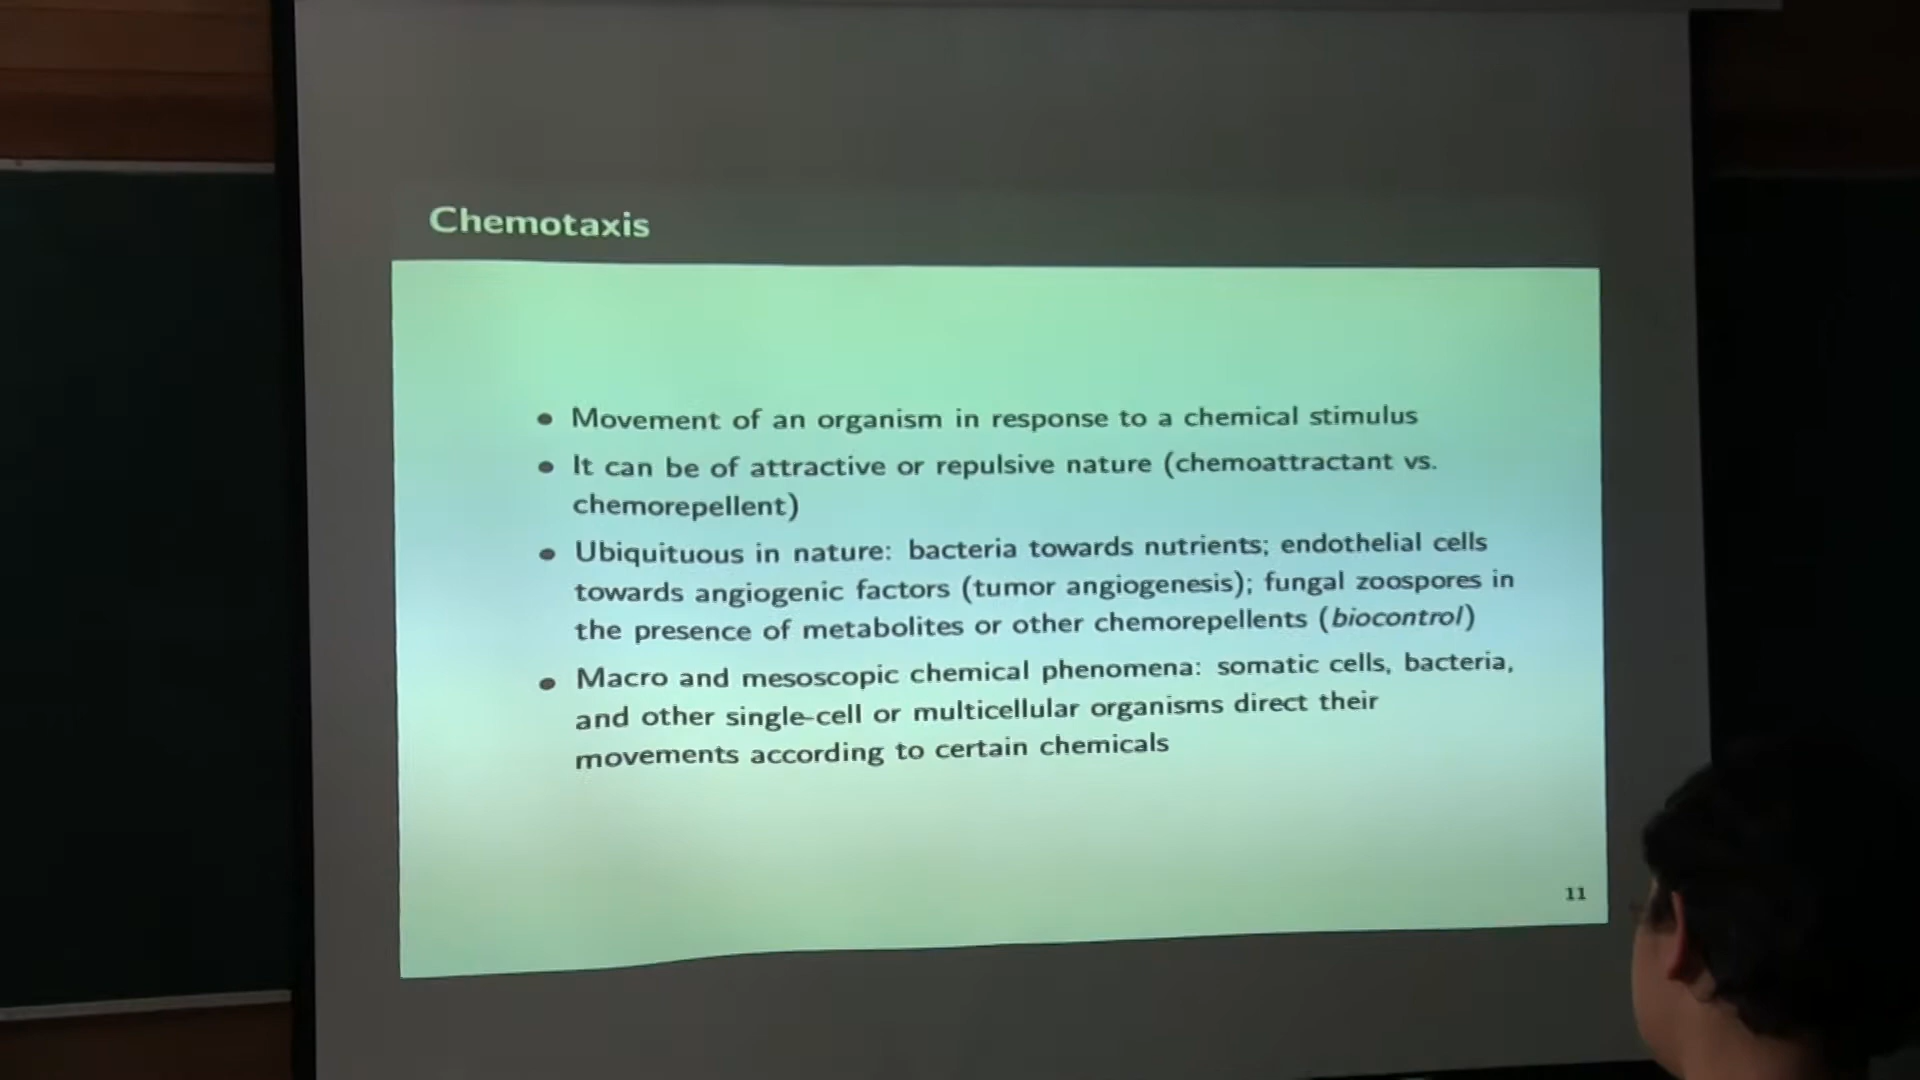 Chemotaxis
• Movement of an organism in response to a chemical stimulus
• It can be of attractive or repulsive nature (chemoattractant vs.
chemorepellent)
• Ubiquituous in nature: bacteria towards nutrients; endothelial cells
towards angiogenic factors (tumor angiogenesis); fungal zoospores in
the presence of metabolites or other chemorepellents (biocontrol)
• Macro and mesoscopic chemical phenomena: somatic cells, bacteria,
and other single-cell or multicellular organisms direct their
movements according to certain chemicals
11